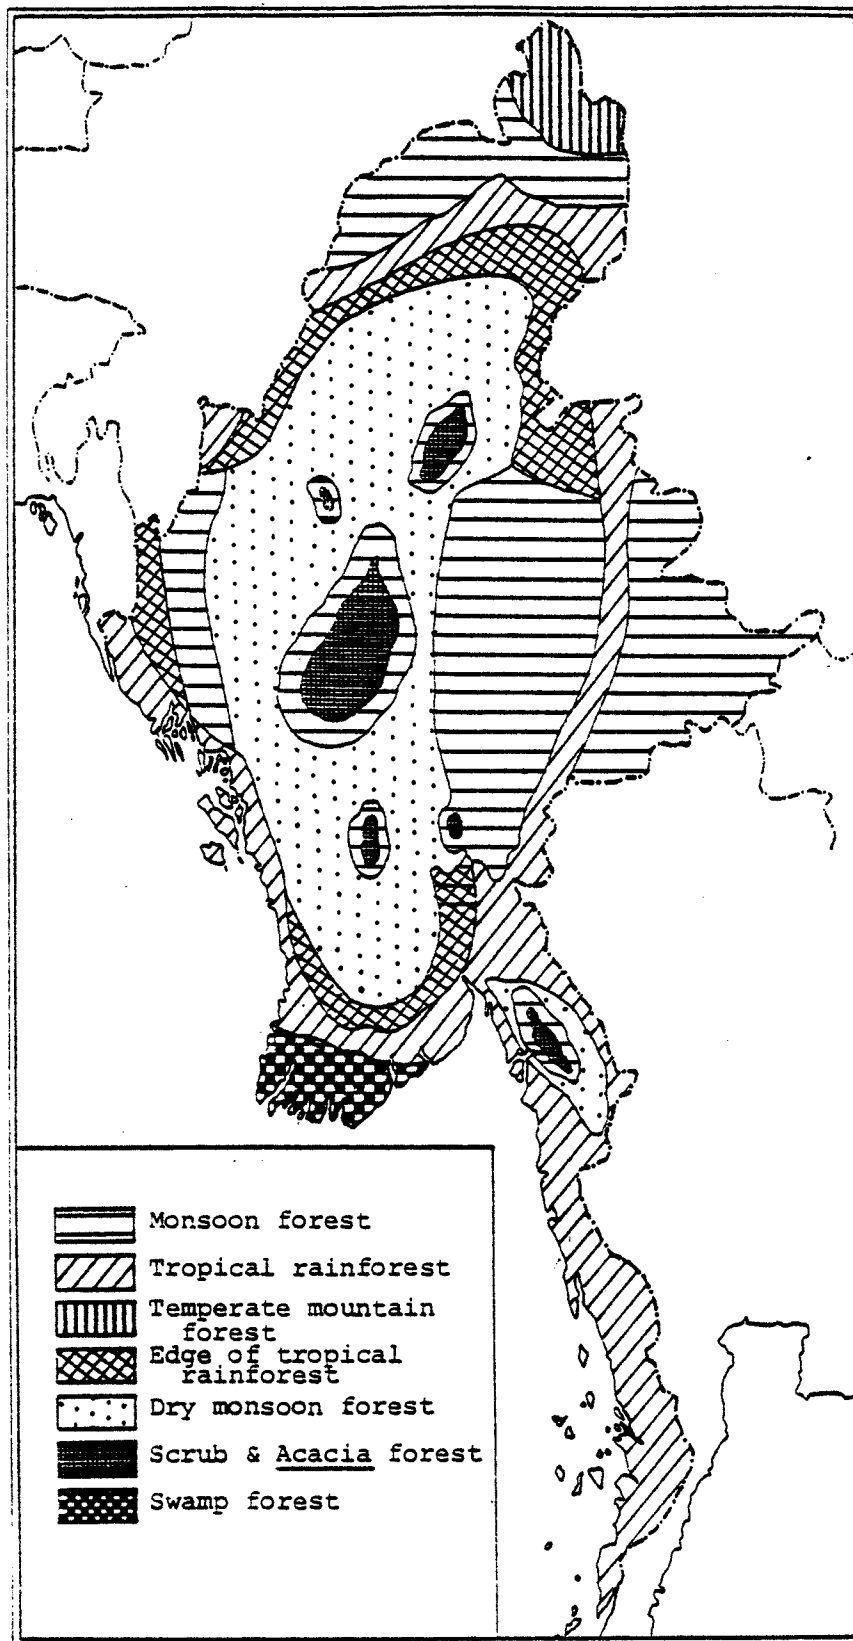 Monsoon forest
Tropical rainforest
Temperate mountain
forest
Edge of tropical
rainforest
Dry monsoon forest
Scrub & Acacia forest
Swamp forest